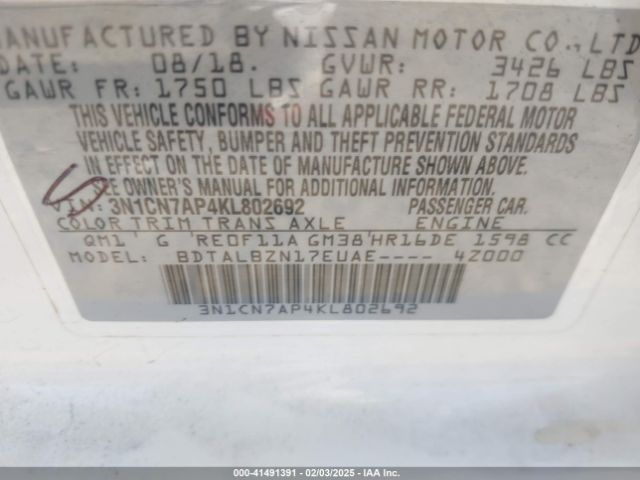 MANUFACTURED BY NISSAN MOTOR CO., LTD
DATE: 08/18. GVWR: 3426 LBS
GAWR FR: 1750 LBS GAWR RR: 1708 LBS
THIS VEHICLE CONFORMS TO ALL APPLICABLE FEDERAL MOTOR
VEHICLE SAFETY, BUMPER AND THEFT PREVENTION STANDARDS
IN EFFECT ON THE DATE OF MANUFACTURE SHOWN ABOVE.
SEE OWNER'S MANUAL FOR ADDITIONAL INFORMATION.
VIN: 3N1CN7AP4KL802692 PASSENGER CAR.
COLOR TRIM TRANS AXLE ENGINE
QM1 G RE0F11A GM38 HR16DE 1598 CC
MODEL: BDTALBZN17EUAE---- 4Z000
3N1CN7AP4KL802692
© COPY - 41491391 - 02/03/2025 - IAA Inc.